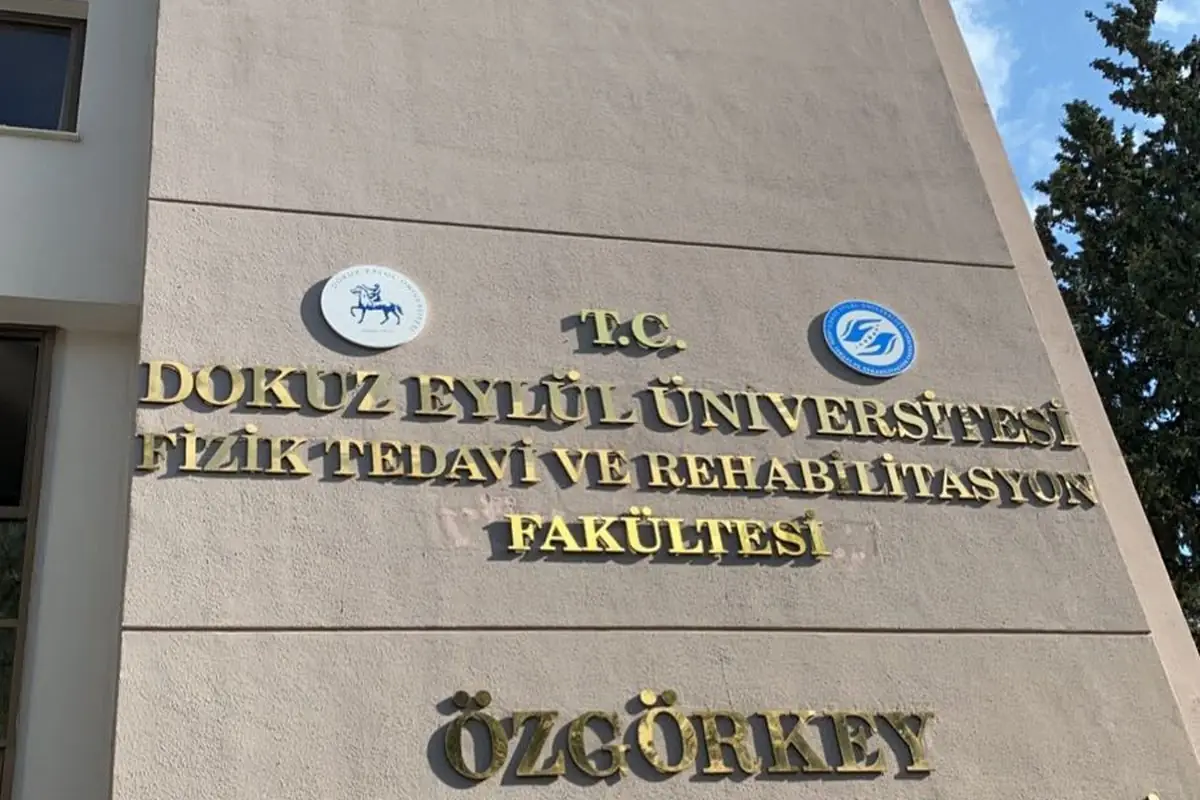 T.C.
DOKUZ EYLÜL ÜNİVERSİTESİ
FİZİK TEDAVİ VE REHABİLİTASYON
FAKÜLTESİ
ÖZGÖRKEY